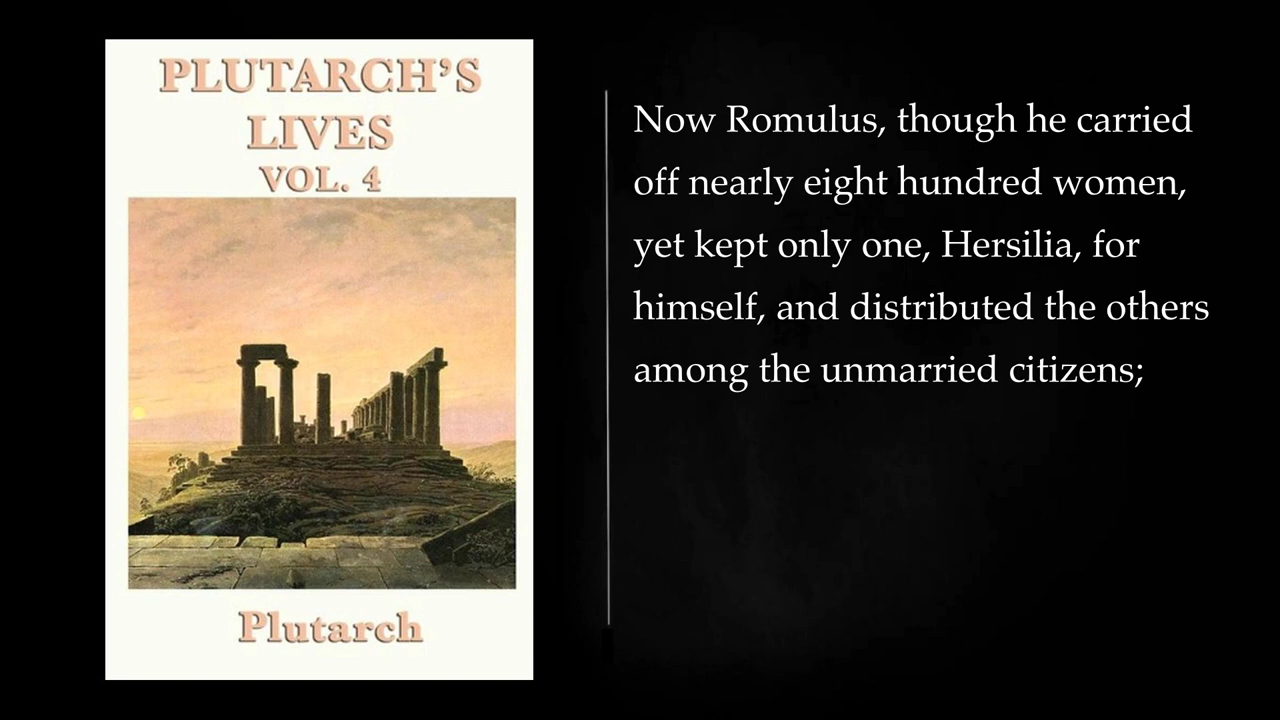 PLUTARCH'S
LIVES
VOL. 4
Plutarch
Now Romulus, though he carried
off nearly eight hundred women,
yet kept only one, Hersilia, for
himself, and distributed the others
among the unmarried citizens;